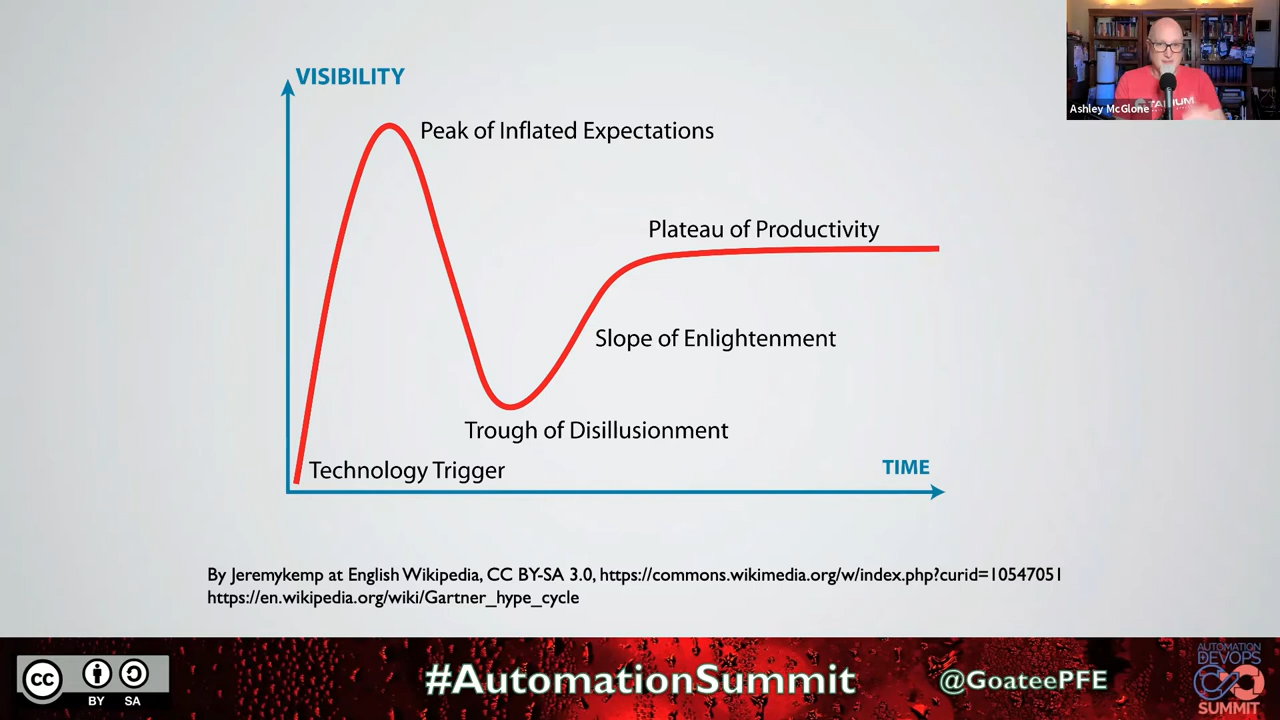 VISIBILITY
Peak of Inflated Expectations
Plateau of Productivity
Slope of Enlightenment
Trough of Disillusionment
Technology Trigger
TIME
Ashley McGlone
By Jeremykemp at English Wikipedia, CC BY-SA 3.0, https://commons.wikimedia.org/w/index.php?curid=10547051
https://en.wikipedia.org/wiki/Gartner_hype_cycle
cc
BY SA
#AutomationSummit
@GoateePFE
AUTOMATION
DEVOPS
SUMMIT